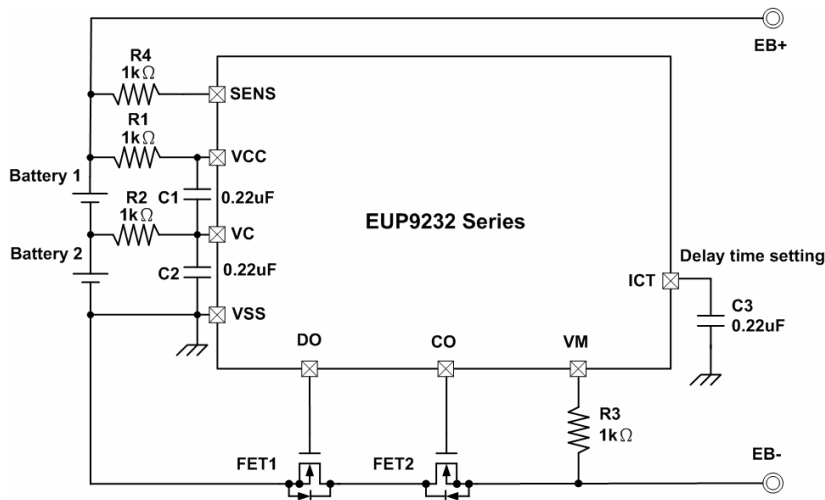 EB+
R4
1kΩ
SENS
R1
1kΩ
VCC
Battery 1
R2
1kΩ
C1
0.22uF
VC
EUP9232 Series
Battery 2
C2
0.22uF
Delay time setting
ICT
C3
0.22uF
VSS
DO
CO
VM
R3
1kΩ
FET1
FET2
EB-